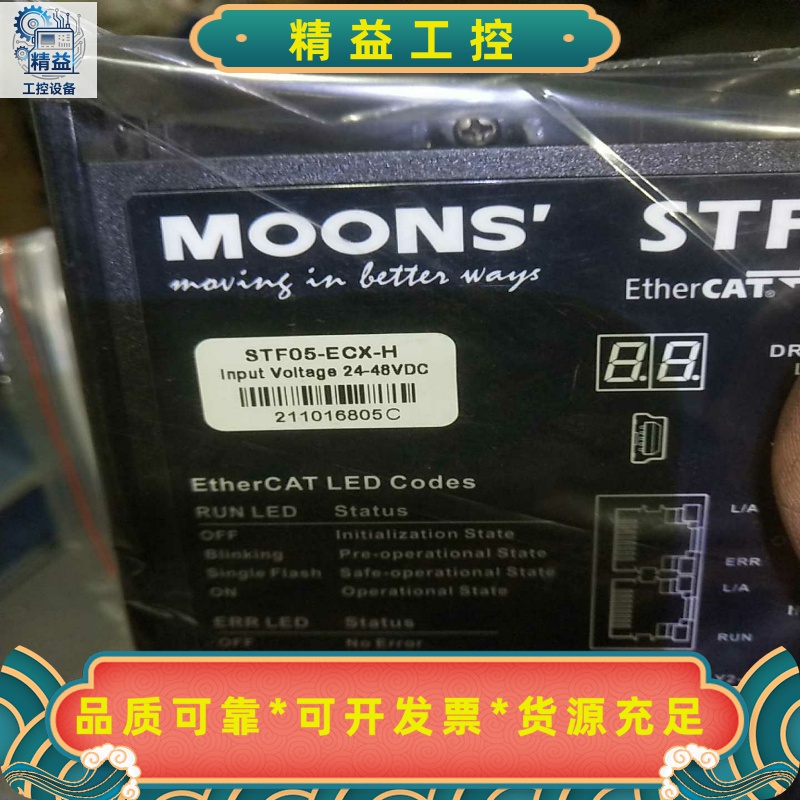 精益工控
精益
工控设备
MOONS'
moving in better ways
STF
EtherCAT®
STF05-ECX-H
Input Voltage 24-48VDC
211016805C
8.8.
DR
EtherCAT LED Codes
RUN LED Status
OFF Initialization State
Blinking Pre-operational State
Single Flash Safe-operational State
ON Operational State
ERR LED Status
OFF No Error
L/A
ERR
L/A
RUN
品质可靠*可开发票*货源充足